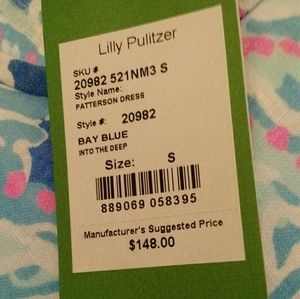 Lilly Pulitzer
SKU #
20982 521NM3 S
Style Name:
PATTERSON DRESS
Style #: 20982
BAY BLUE
INTO THE DEEP
Size: S
889069 058395
Manufacturer's Suggested Price
$148.00